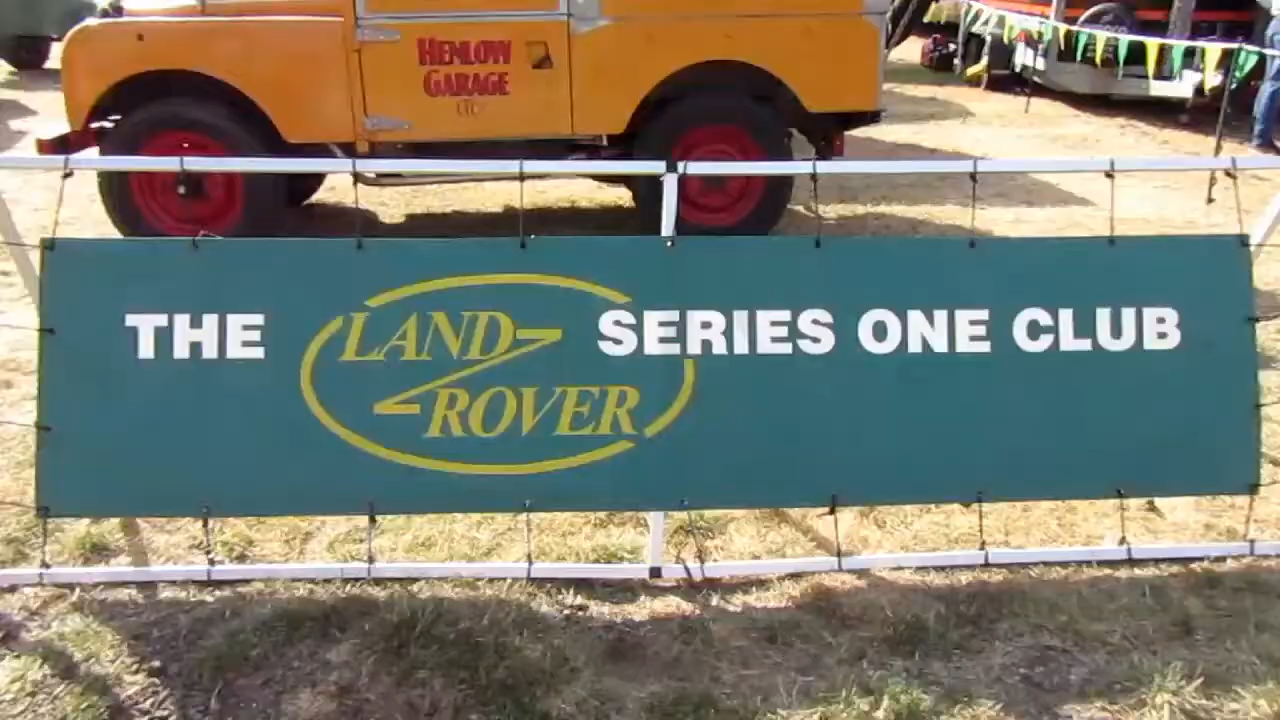 HENLOW
GARAGE
LTD
THE LAND ROVER SERIES ONE CLUB